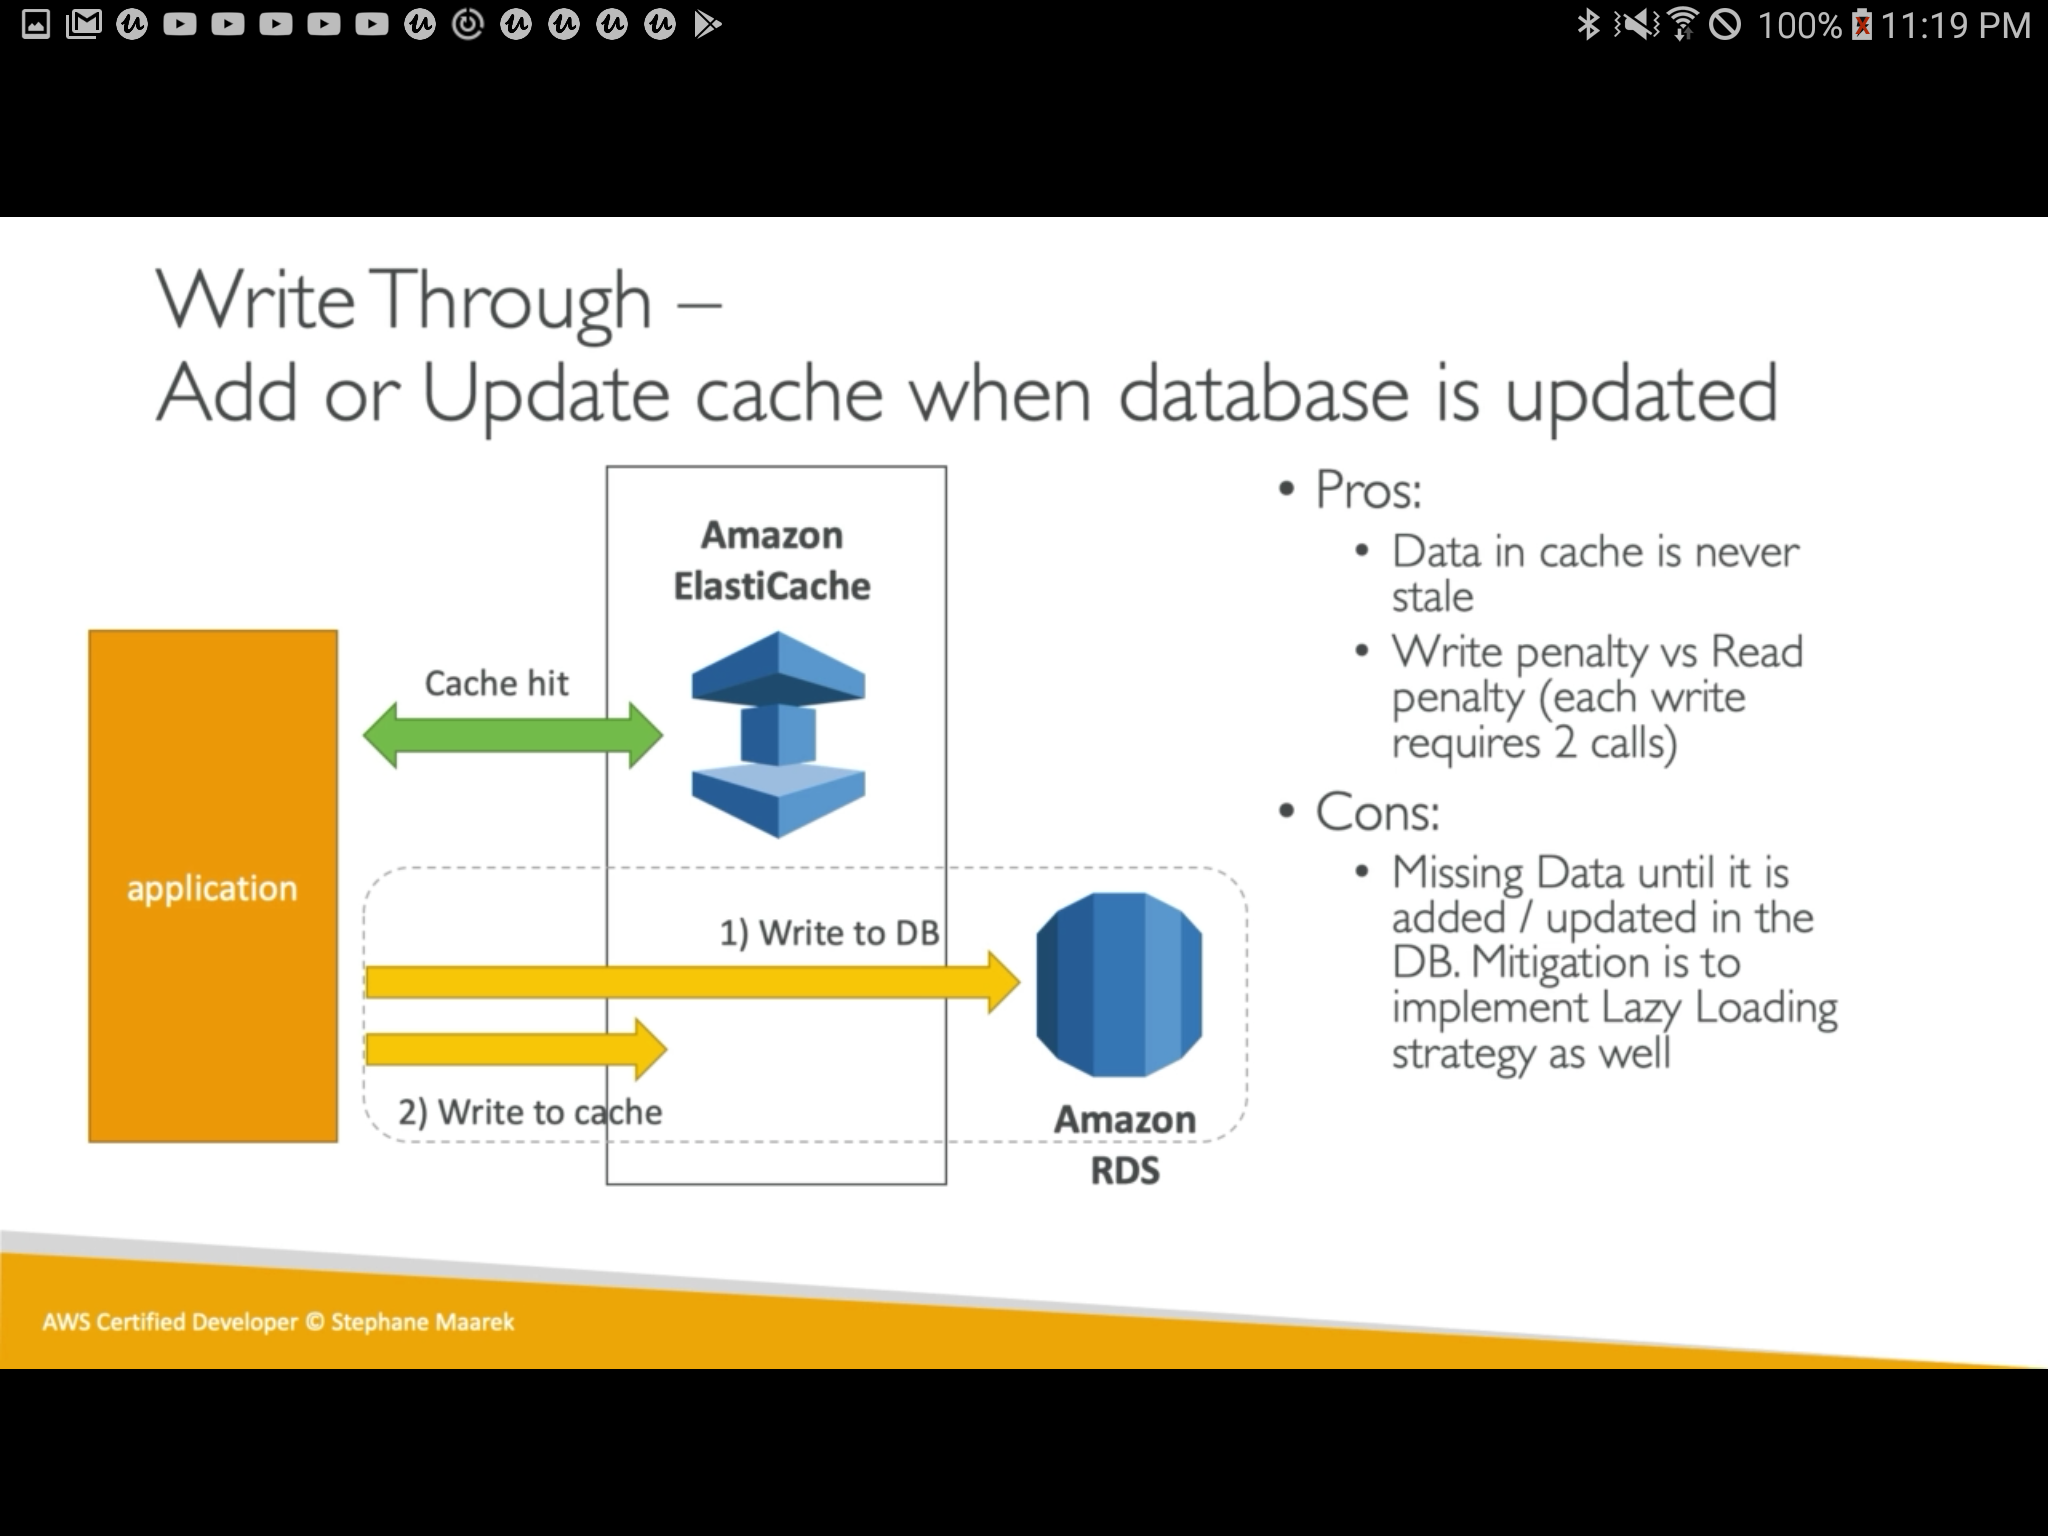 100% 11:19 PM
Write Through –
Add or Update cache when database is updated
Amazon
ElastiCache
Cache hit
application
1) Write to DB
2) Write to cache
Amazon
RDS
• Pros:
• Data in cache is never
stale
• Write penalty vs Read
penalty (each write
requires 2 calls)
• Cons:
• Missing Data until it is
added / updated in the
DB. Mitigation is to
implement Lazy Loading
strategy as well
AWS Certified Developer © Stephane Maarek